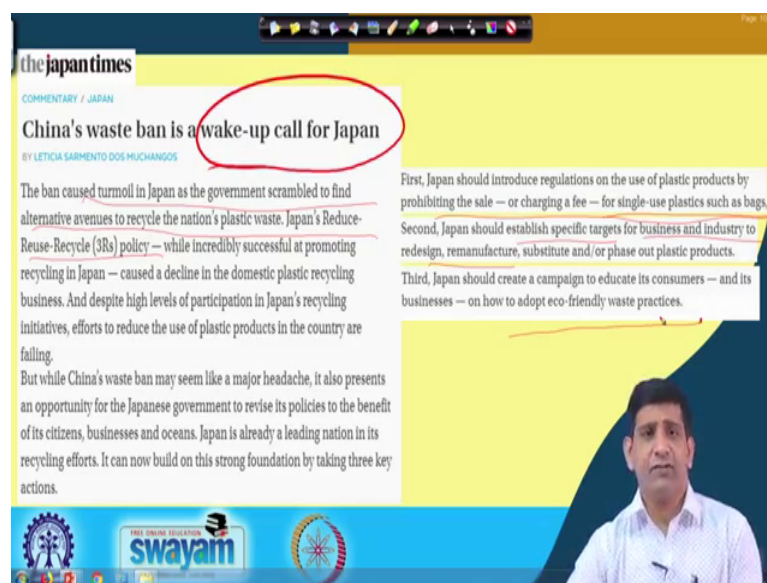 Page 10
the japan times
COMMENTARY / JAPAN
China's waste ban is a wake-up call for Japan
BY LETICIA SARMENTO DOS MUCHANGOS
The ban caused turmoil in Japan as the government scrambled to find
alternative avenues to recycle the nation's plastic waste. Japan's Reduce-
Reuse-Recycle (3Rs) policy — while incredibly successful at promoting
recycling in Japan — caused a decline in the domestic plastic recycling
business. And despite high levels of participation in Japan's recycling
initiatives, efforts to reduce the use of plastic products in the country are
failing.
But while China's waste ban may seem like a major headache, it also presents
an opportunity for the Japanese government to revise its policies to the benefit
of its citizens, businesses and oceans. Japan is already a leading nation in its
recycling efforts. It can now build on this strong foundation by taking three key
actions.
First, Japan should introduce regulations on the use of plastic products by
prohibiting the sale — or charging a fee — for single-use plastics such as bags,
Second, Japan should establish specific targets for business and industry to
redesign, remanufacture, substitute and/or phase out plastic products.
Third, Japan should create a campaign to educate its consumers — and its
businesses — on how to adopt eco-friendly waste practices.
FREE ONLINE EDUCATION
swayam